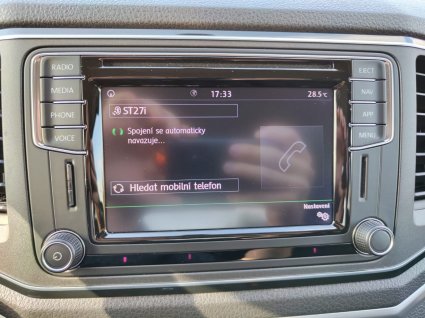 RADIO
MEDIA
PHONE
VOICE
17:33
28.5°C
ST27i
Spojení se automaticky
navazuje...
Hledat mobilní telefon
Nastavení
EJECT
NAV
APP
MENU